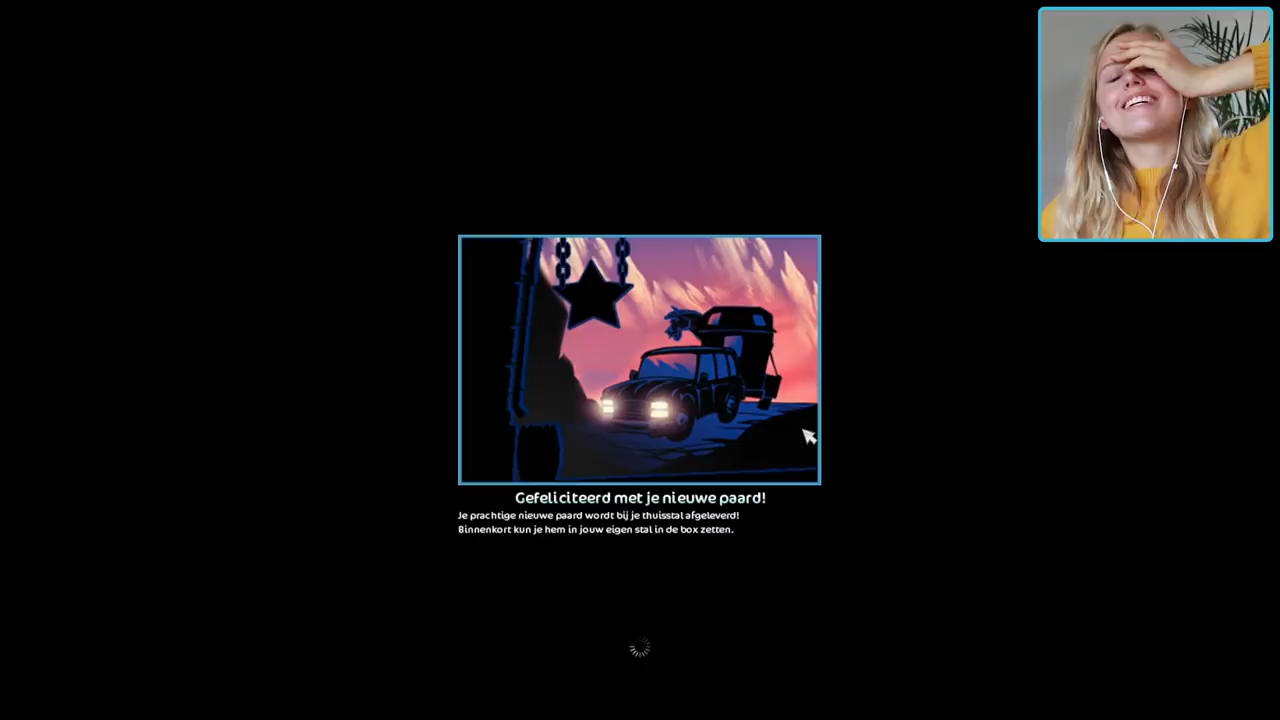 Gefeliciteerd met je nieuwe paard!
Je prachtige nieuwe paard wordt bij je thuisstal afgeleverd!
Binnenkort kun je hem in jouw eigen stal in de box zetten.